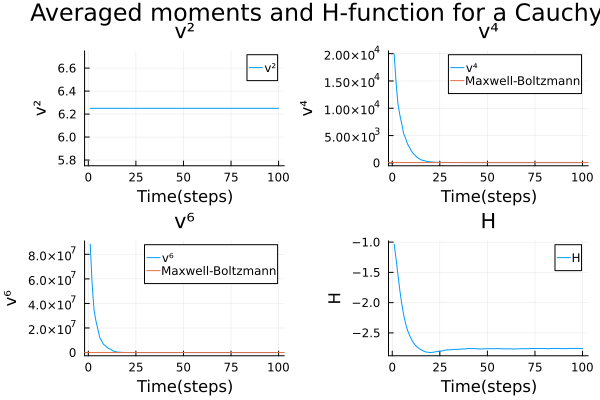 Averaged moments and H-function for a Cauchy
v²
v²
6.6
6.4
6.2
6.0
5.8
v²
0 25 50 75 100
Time(steps)
v⁴
v⁴
2.00×10⁴
1.50×10⁴
1.00×10⁴
5.00×10³
0
v⁴
Maxwell-Boltzmann
0 25 50 75 100
Time(steps)
v⁶
v⁶
8.0×10⁷
6.0×10⁷
4.0×10⁷
2.0×10⁷
0
v⁶
Maxwell-Boltzmann
0 25 50 75 100
Time(steps)
H
H
−1.0
−1.5
−2.0
−2.5
H
0 25 50 75 100
Time(steps)